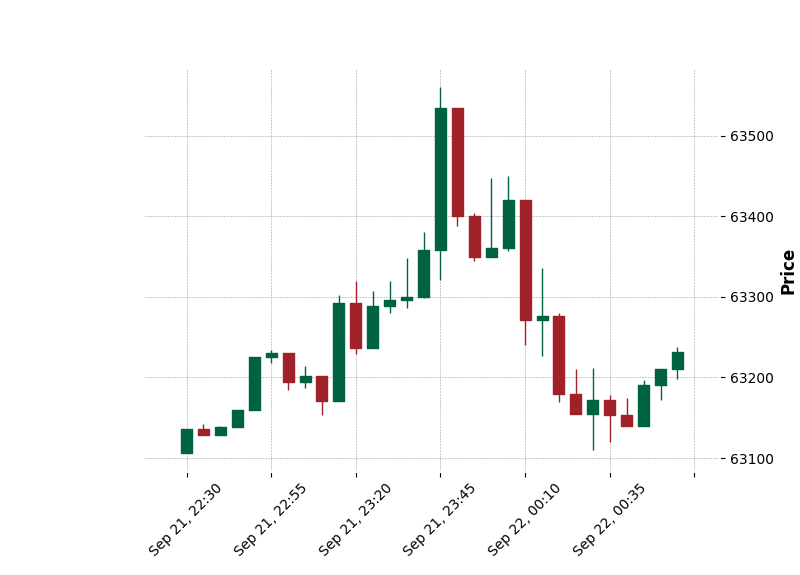 63500
63400
63300
63200
63100
Price
Sep 21, 22:30
Sep 21, 22:55
Sep 21, 23:20
Sep 21, 23:45
Sep 22, 00:10
Sep 22, 00:35